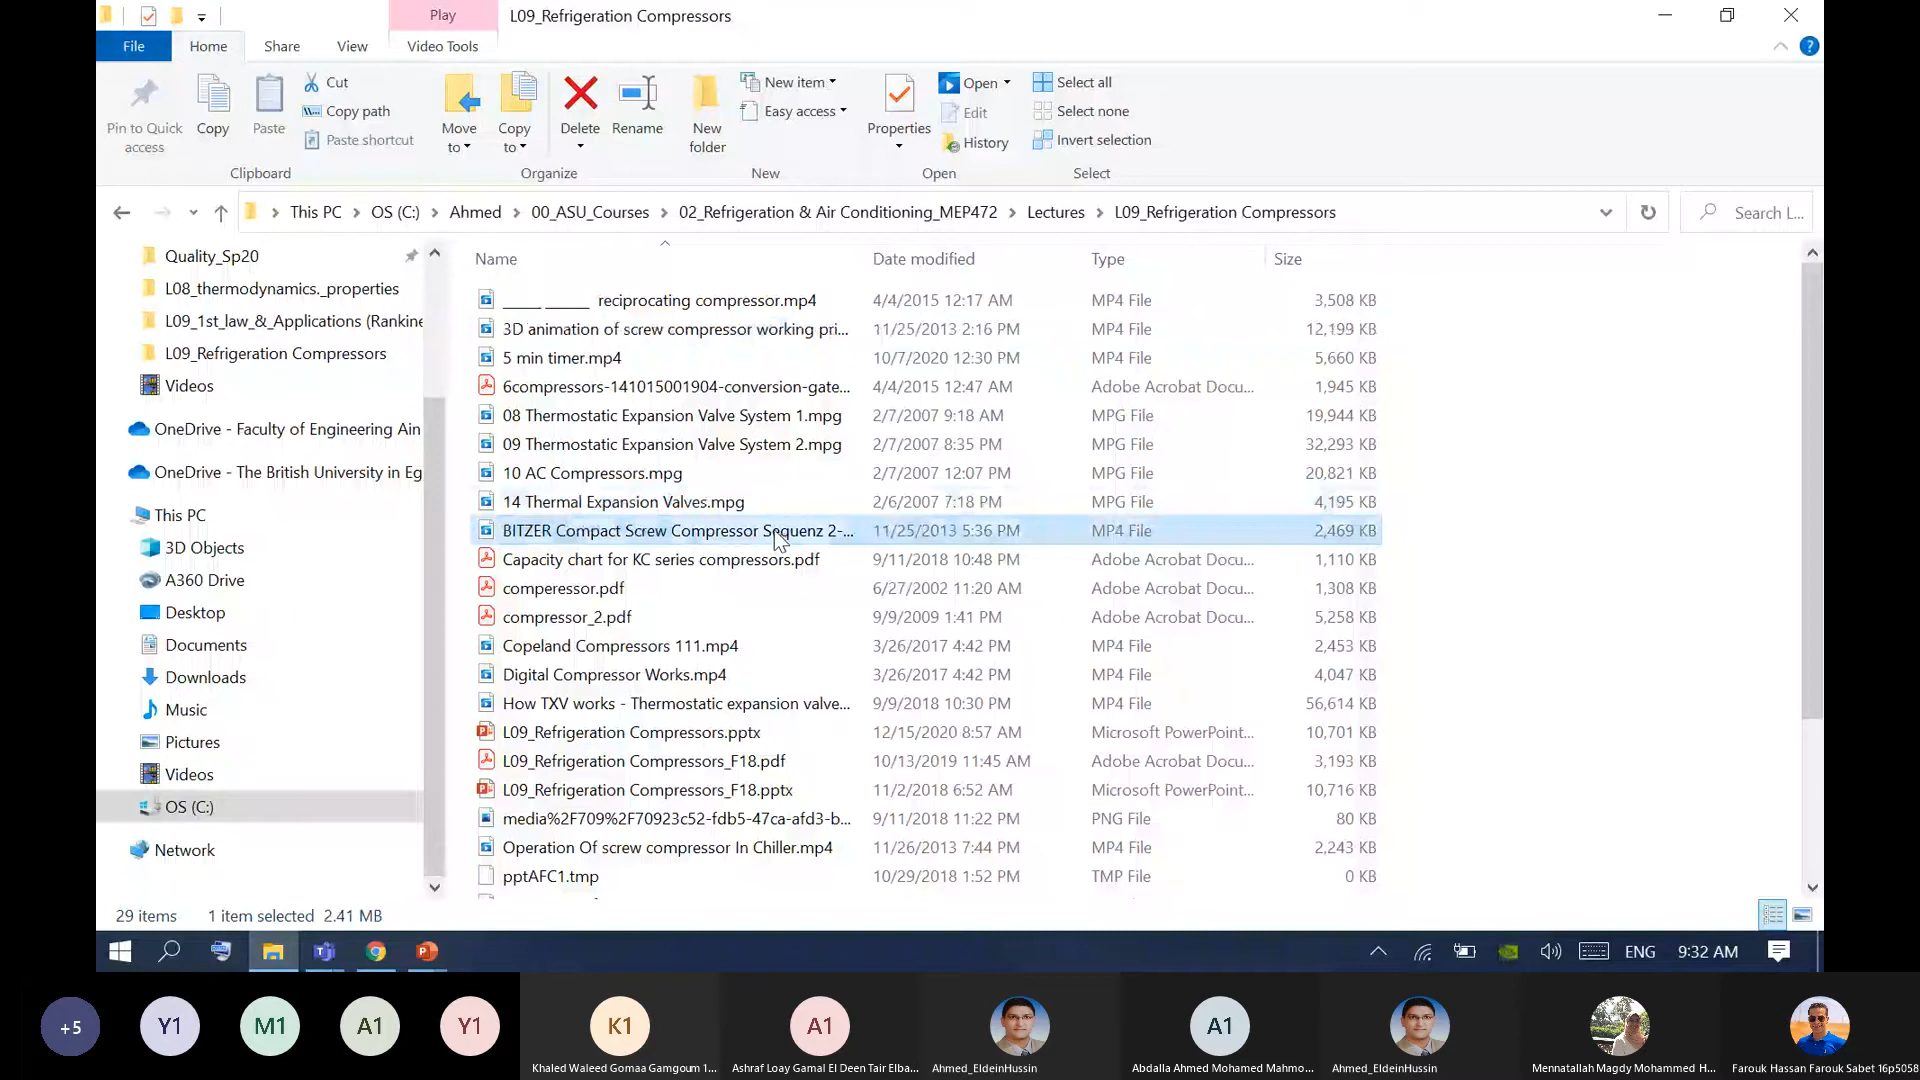 Play
L09_Refrigeration Compressors
File
Home
Share
View
Video Tools
Pin to Quick access
Copy
Paste
Cut
Copy path
Paste shortcut
Move to
Copy to
Delete
Rename
New folder
New item
Easy access
Properties
Open
Edit
History
Select all
Select none
Invert selection
Clipboard
Organize
New
Open
Select
This PC > OS (C:) > Ahmed > 00_ASU_Courses > 02_Refrigeration & Air Conditioning_MEP472 > Lectures > L09_Refrigeration Compressors
Search L...
Quality_Sp20
L08_thermodynamics._properties
L09_1st_law_&_Applications (Rankine
L09_Refrigeration Compressors
Videos
OneDrive - Faculty of Engineering Ain
OneDrive - The British University in Eg
This PC
3D Objects
A360 Drive
Desktop
Documents
Downloads
Music
Pictures
Videos
OS (C:)
Network
Name Date modified Type Size
_____ ______ reciprocating compressor.mp4 4/4/2015 12:17 AM MP4 File 3,508 KB
3D animation of screw compressor working pri... 11/25/2013 2:16 PM MP4 File 12,199 KB
5 min timer.mp4 10/7/2020 12:30 PM MP4 File 5,660 KB
6compressors-141015001904-conversion-gate... 4/4/2015 12:47 AM Adobe Acrobat Docu... 1,945 KB
08 Thermostatic Expansion Valve System 1.mpg 2/7/2007 9:18 AM MPG File 19,944 KB
09 Thermostatic Expansion Valve System 2.mpg 2/7/2007 8:35 PM MPG File 32,293 KB
10 AC Compressors.mpg 2/7/2007 12:07 PM MPG File 20,821 KB
14 Thermal Expansion Valves.mpg 2/6/2007 7:18 PM MPG File 4,195 KB
BITZER Compact Screw Compressor Sequenz 2-... 11/25/2013 5:36 PM MP4 File 2,469 KB
Capacity chart for KC series compressors.pdf 9/11/2018 10:48 PM Adobe Acrobat Docu... 1,110 KB
comperessor.pdf 6/27/2002 11:20 AM Adobe Acrobat Docu... 1,308 KB
compressor_2.pdf 9/9/2009 1:41 PM Adobe Acrobat Docu... 5,258 KB
Copeland Compressors 111.mp4 3/26/2017 4:42 PM MP4 File 2,453 KB
Digital Compressor Works.mp4 3/26/2017 4:42 PM MP4 File 4,047 KB
How TXV works - Thermostatic expansion valve... 9/9/2018 10:30 PM MP4 File 56,614 KB
L09_Refrigeration Compressors.pptx 12/15/2020 8:57 AM Microsoft PowerPoint... 10,701 KB
L09_Refrigeration Compressors_F18.pdf 10/13/2019 11:45 AM Adobe Acrobat Docu... 3,193 KB
L09_Refrigeration Compressors_F18.pptx 11/2/2018 6:52 AM Microsoft PowerPoint... 10,716 KB
media%2F709%2F70923c52-fdb5-47ca-afd3-b... 9/11/2018 11:22 PM PNG File 80 KB
Operation Of screw compressor In Chiller.mp4 11/26/2013 7:44 PM MP4 File 2,243 KB
pptAFC1.tmp 10/29/2018 1:52 PM TMP File 0 KB
29 items 1 item selected 2.41 MB
ENG 9:32 AM
+5 Y1 M1 A1 Y1 K1 A1 A1
Khaled Waleed Gomaa Gamgoum 1...
Ashraf Loay Gamal El Deen Tair Elba...
Ahmed_EldeinHussin
Abdalla Ahmed Mohamed Mahmo...
Ahmed_EldeinHussin
Mennatallah Magdy Mohammed H...
Farouk Hassan Farouk Sabet 16p5058